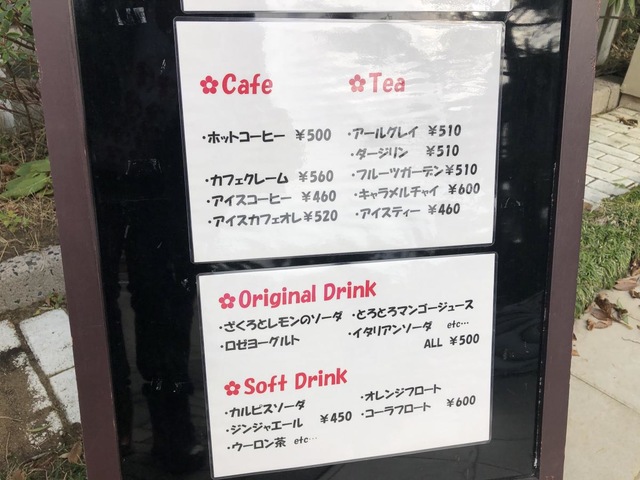 ✿Cafe
・ホットコーヒー ¥500
・カフェクレーム ¥560
・アイスコーヒー ¥460
・アイスカフェオレ¥520
✿Tea
・アールグレイ ¥510
・ダージリン ¥510
・フルーツガーデン¥510
・キャラメルチャイ ¥600
・アイスティー ¥460
✿Original Drink
・ざくろとレモンのソーダ ・とろとろマンゴージュース
・ロゼヨーグルト ・イタリアンソーダ etc…
ALL ¥500
✿Soft Drink
・カルピスソーダ
・ジンジャエール ¥450
・ウーロン茶 etc…
・オレンジフロート
・コーラフロート ¥600